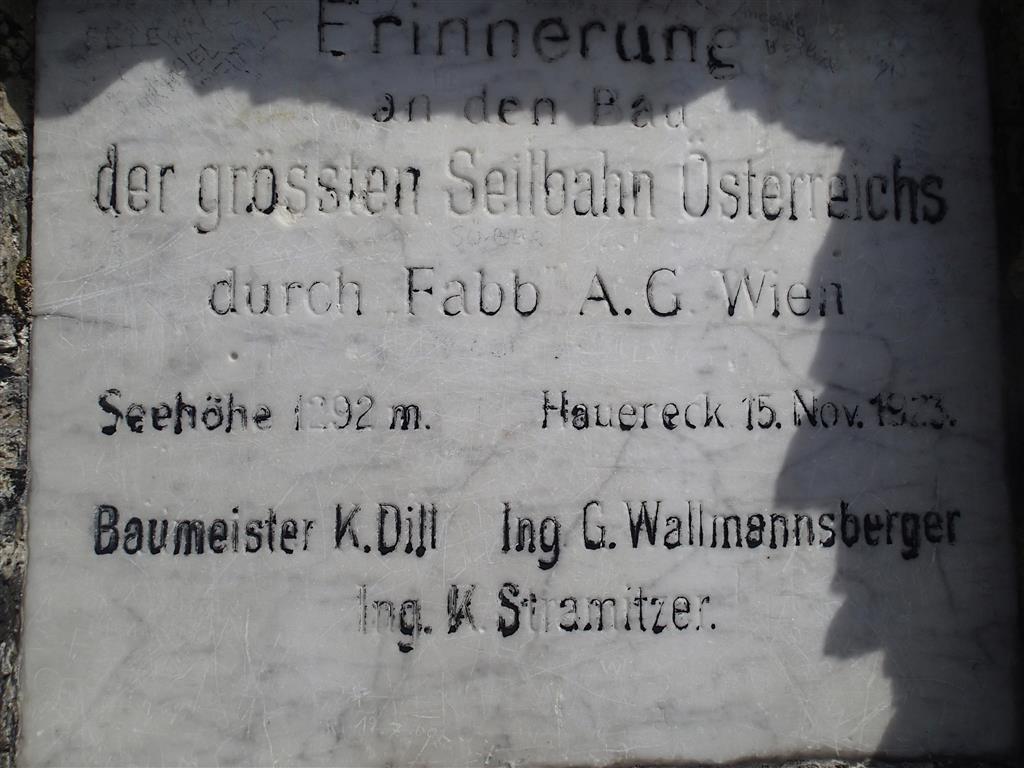 Erinnerung
an den Bau
der grössten Seilbahn Österreichs
durch „Fabb" A.G. Wien
Seehöhe 1292 m. Hauereck 15. Nov. 1923.
Baumeister K. Dill Ing G. Wallmannsberger
Ing. K. Stramitzer.